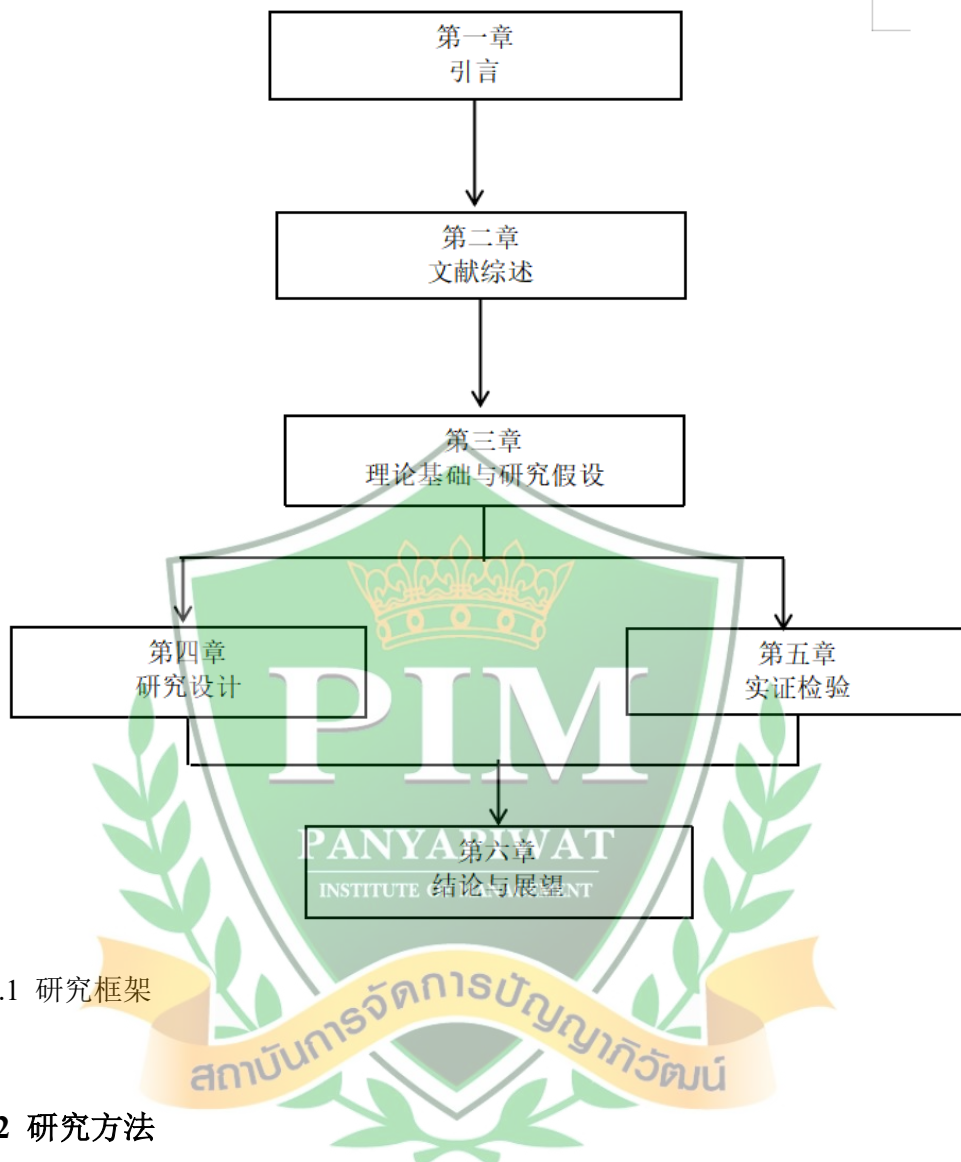 第一章
引言
第二章
文献综述
第三章
理论基础与研究假设
第四章
研究设计
第五章
实证检验
PIM
PANYAPIWAT
第六章
INSTITUTE OF MANAGEMENT
结论与展望
.1 研究框架
สถาบันการจัดการปัญญาภิวัฒน์
2 研究方法